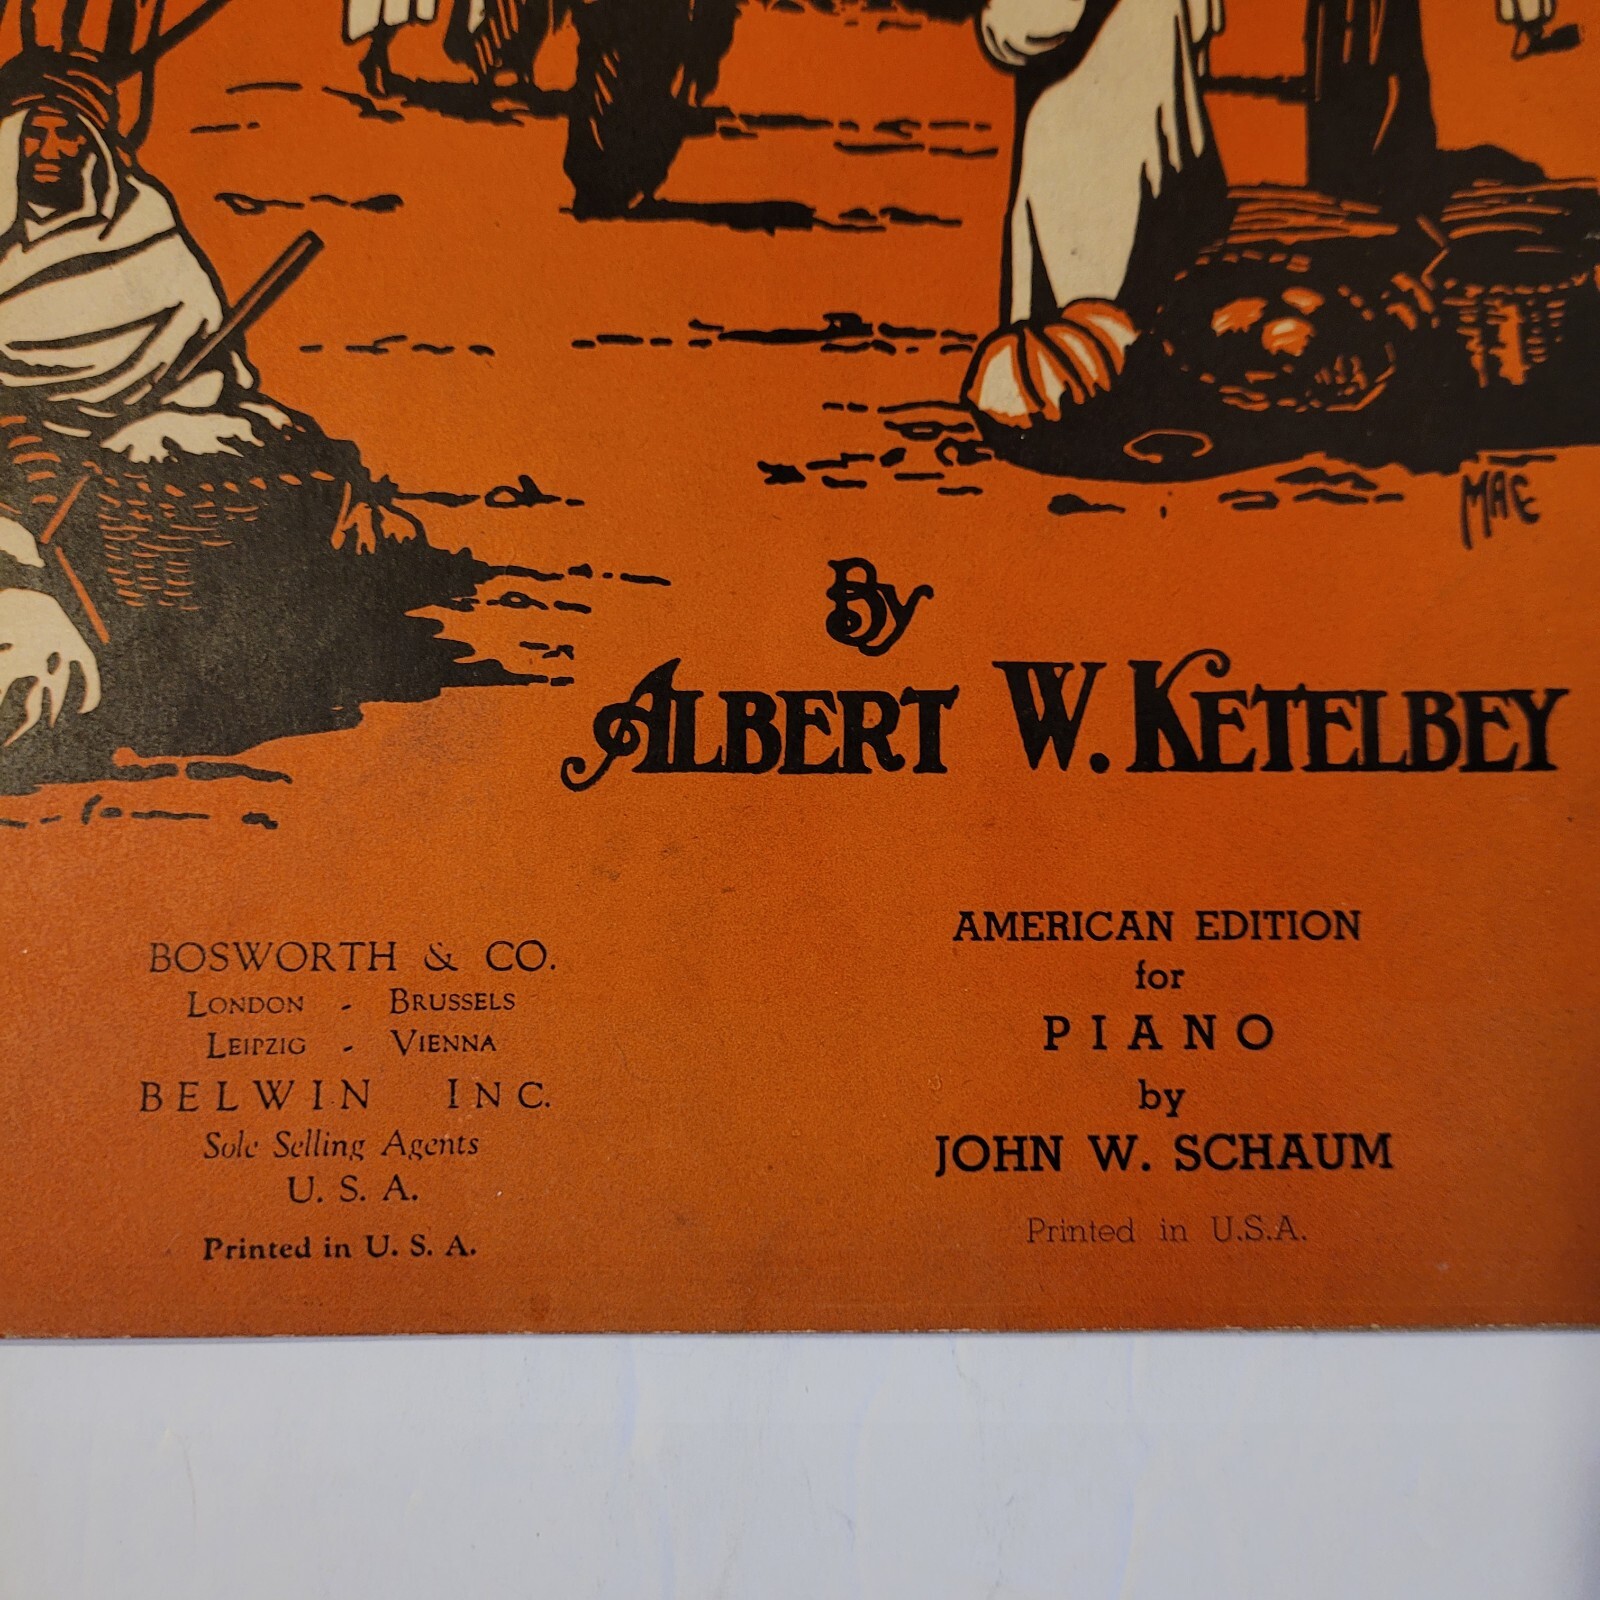 MAE
By
ALBERT W. KETELBEY
BOSWORTH & CO.
LONDON - BRUSSELS
LEIPZIG - VIENNA
BELWIN INC.
Sole Selling Agents
U. S. A.
Printed in U. S. A.
AMERICAN EDITION
for
PIANO
by
JOHN W. SCHAUM
Printed in U.S.A.